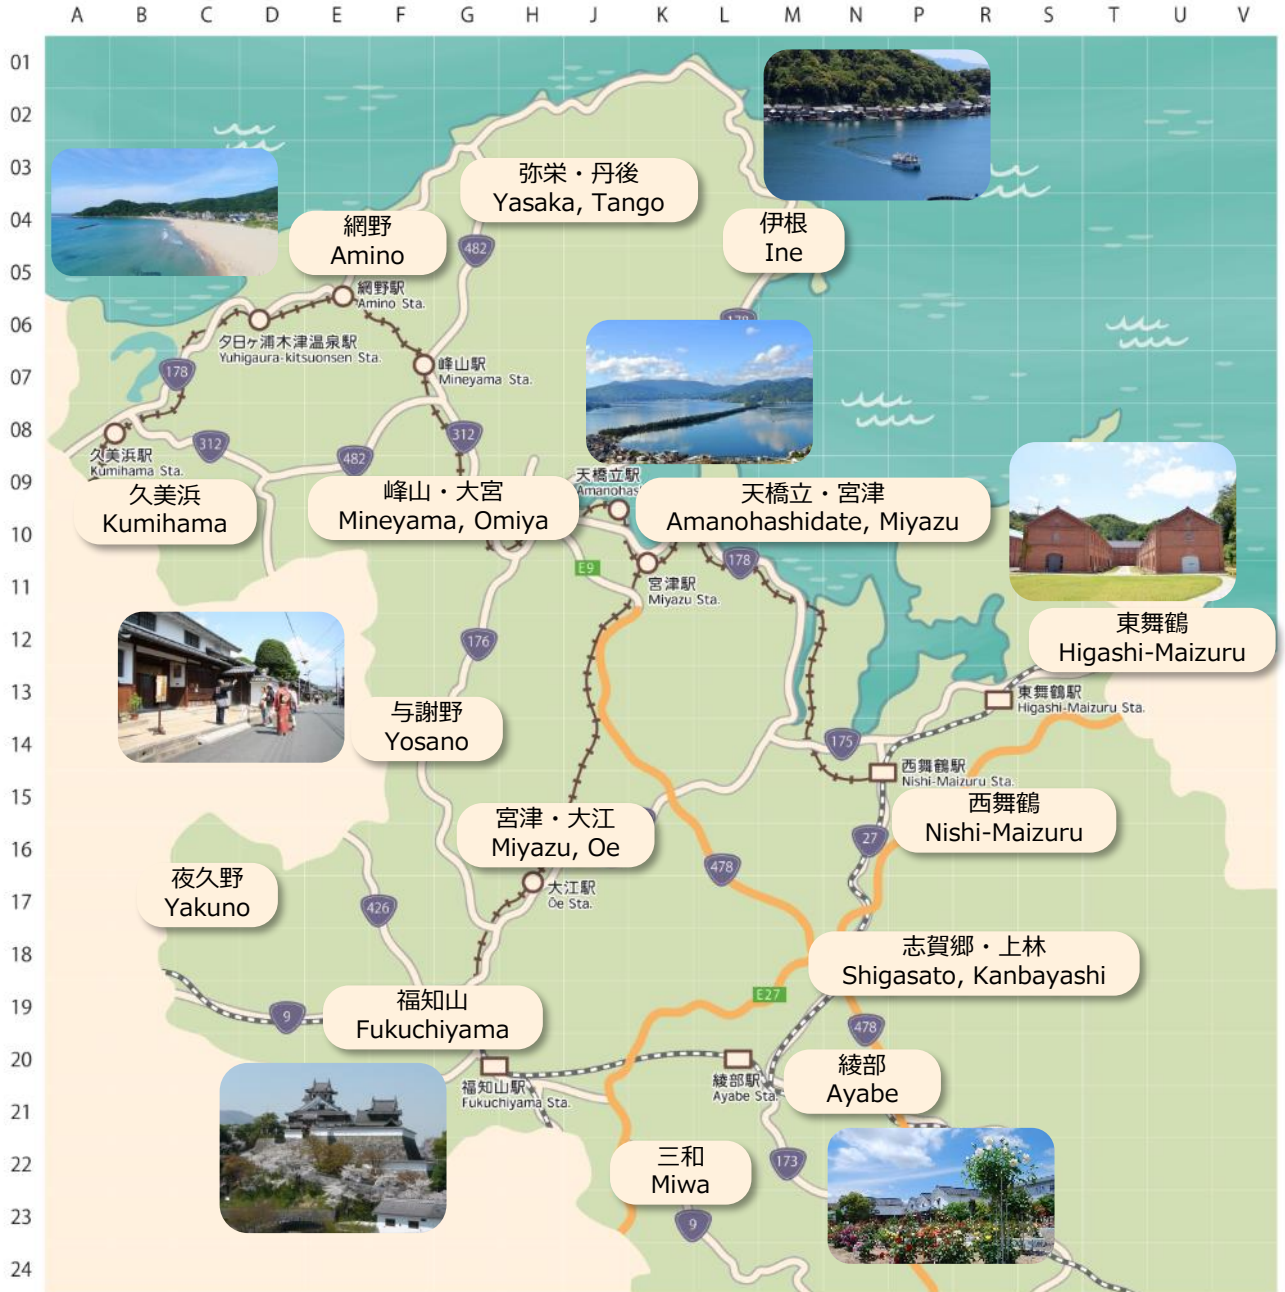 A B C D E F G H J K L M N P R S T U V
01
02
03
04
05
06
07
08
09
10
11
12
13
14
15
16
17
18
19
20
21
22
23
24
弥栄・丹後
Yasaka, Tango
網野
Amino
伊根
Ine
482
網野駅
Amino Sta.
夕日ヶ浦木津温泉駅
Yuhigaura-kitsuonsen Sta.
178
峰山駅
Mineyama Sta.
178
312
482
312
久美浜駅
Kumihama Sta.
久美浜
Kumihama
峰山・大宮
Mineyama, Omiya
天橋立駅
Amanohas
天橋立・宮津
Amanohashidate, Miyazu
E9
宮津駅
Miyazu Sta.
178
176
東舞鶴
Higashi-Maizuru
東舞鶴駅
Higashi-Maizuru Sta.
与謝野
Yosano
175
西舞鶴駅
Nishi-Maizuru Sta.
西舞鶴
Nishi-Maizuru
宮津・大江
Miyazu, Oe
27
478
大江駅
Ōe Sta.
夜久野
Yakuno
426
志賀郷・上林
Shigasato, Kanbayashi
E27
9
福知山
Fukuchiyama
478
福知山駅
Fukuchiyama Sta.
綾部駅
Ayabe Sta.
綾部
Ayabe
三和
Miwa
173
9